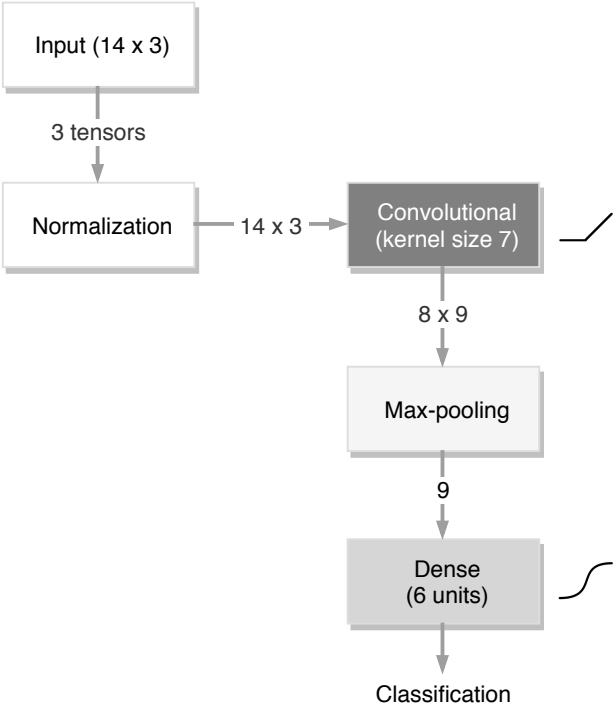 Input (14 x 3)
3 tensors
Normalization
14 x 3
Convolutional
(kernel size 7)
8 x 9
Max-pooling
9
Dense
(6 units)
Classification